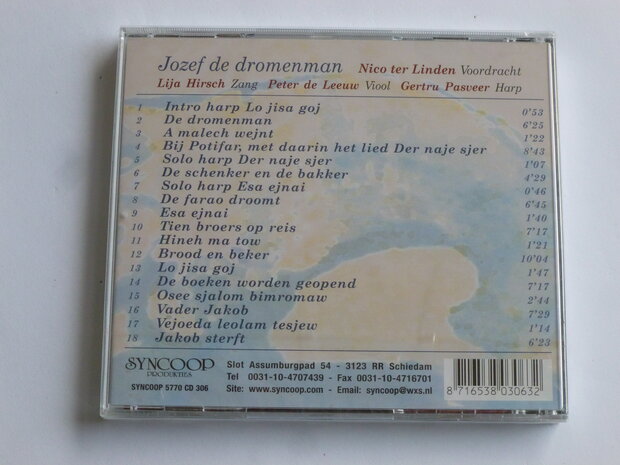 Jozef de dromenman Nico ter Linden Voordracht
Lija Hirsch Zang Peter de Leeuw Viool Gertru Pasveer Harp
1 Intro harp Lo jisa goj 0'53
2 De dromenman 6'25
3 A malech wejnt 1'22
4 Bij Potifar, met daarin het lied Der naje sjer 8'43
5 Solo harp Der naje sjer 1'07
6 De schenker en de bakker 4'29
7 Solo harp Esa ejnai 0'46
8 De farao droomt 6'45
9 Esa ejnai 1'40
10 Tien broers op reis 7'17
11 Hineh ma tow 1'21
12 Brood en beker 10'04
13 Lo jisa goj 1'47
14 De boeken worden geopend 7'17
15 Osee sjalom bimromaw 2'44
16 Vader Jakob 7'29
17 Vejoeda leolam tesjew 1'14
18 Jakob sterft 6'23
SYNCOOP
PRODUKTIES
SYNCOOP 5770 CD 306
Slot Assumburgpad 54 - 3123 RR Schiedam
Tel 0031-10-4707439 - Fax 0031-10-4716701
Site: www.syncoop.com - Email: syncoop@wxs.nl
8 716538 030632